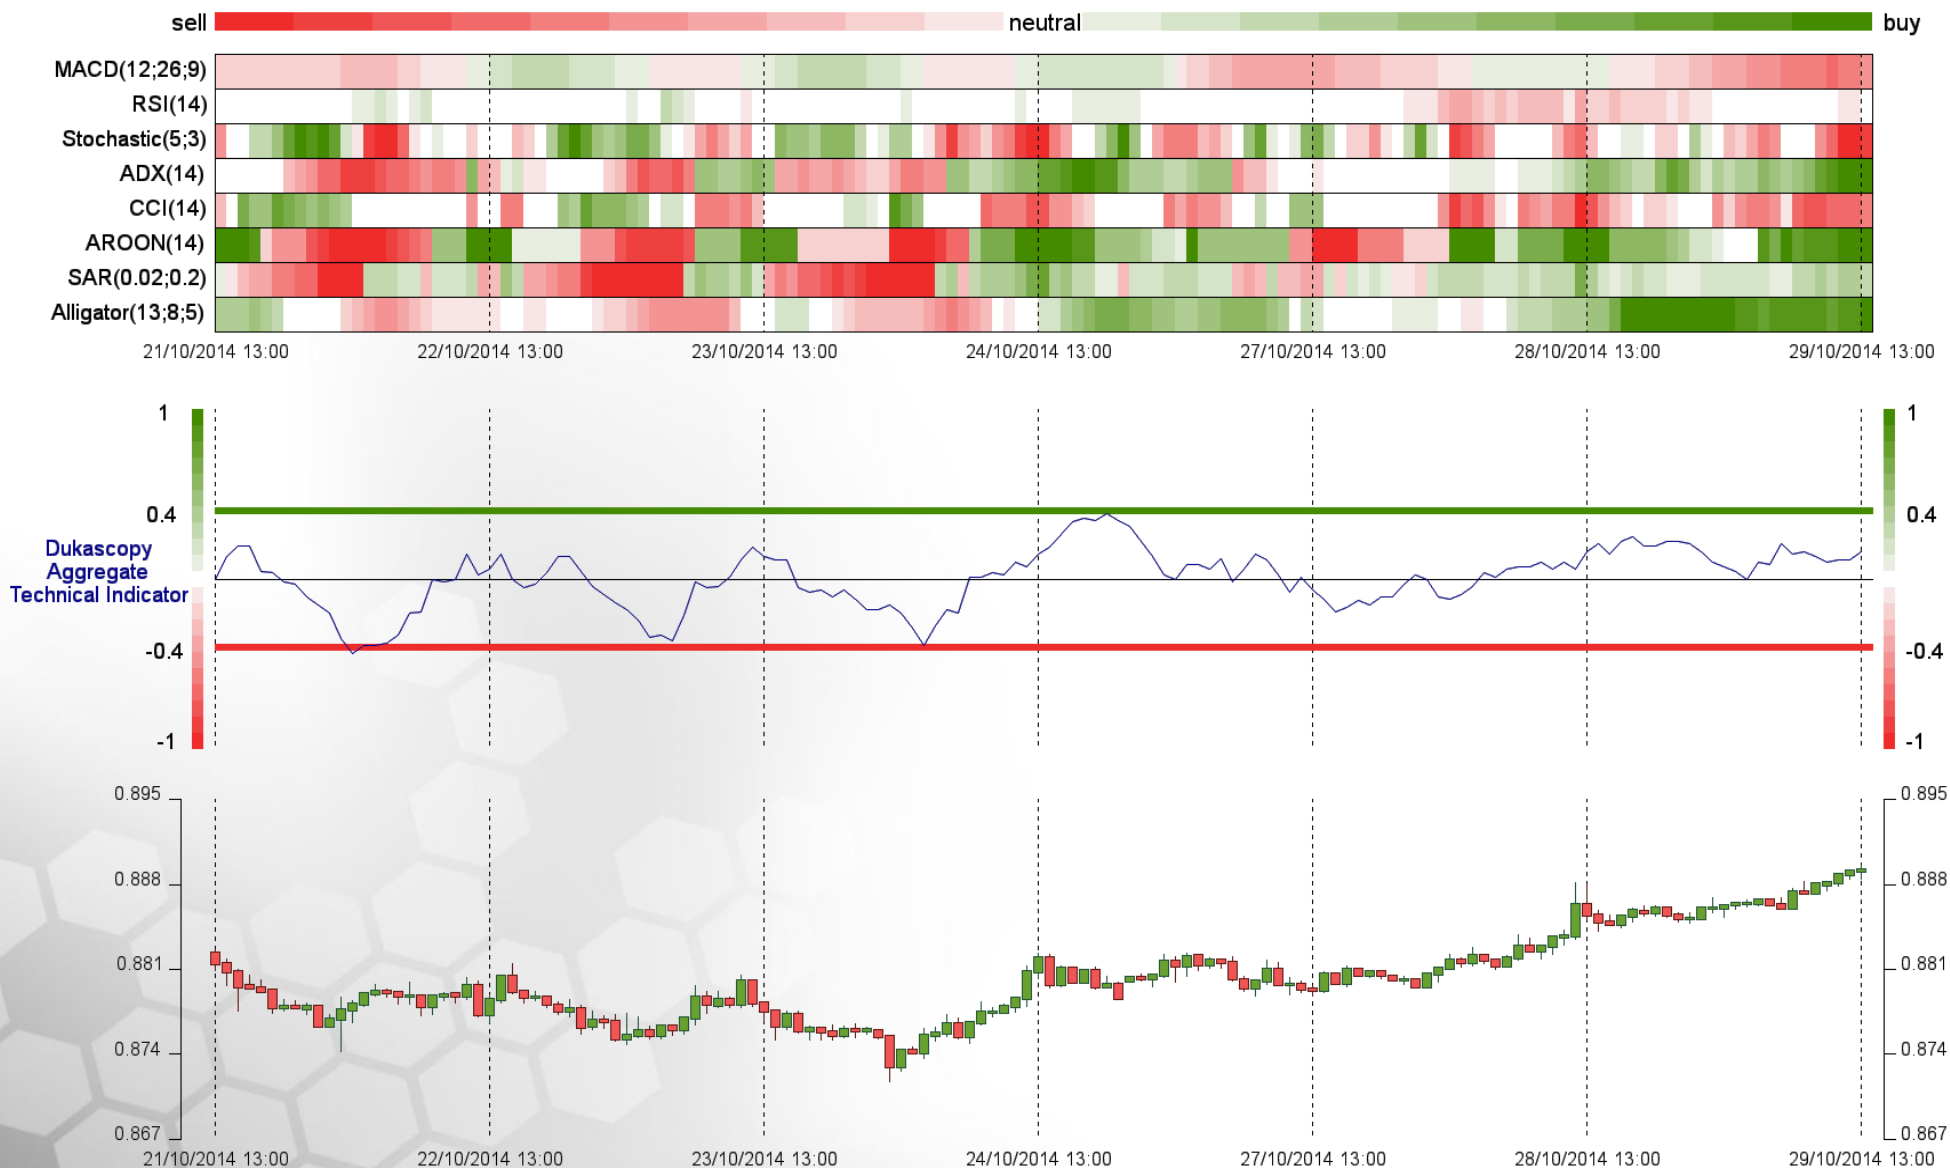 sell neutral buy
MACD(12;26;9)
RSI(14)
Stochastic(5;3)
ADX(14)
CCI(14)
AROON(14)
SAR(0.02;0.2)
Alligator(13;8;5)
21/10/2014 13:00 22/10/2014 13:00 23/10/2014 13:00 24/10/2014 13:00 27/10/2014 13:00 28/10/2014 13:00 29/10/2014 13:00
1 1
0.4 0.4
Dukascopy
Aggregate
Technical Indicator
-0.4 -0.4
-1 -1
0.895 0.895
0.888 0.888
0.881 0.881
0.874 0.874
0.867 0.867
21/10/2014 13:00 22/10/2014 13:00 23/10/2014 13:00 24/10/2014 13:00 27/10/2014 13:00 28/10/2014 13:00 29/10/2014 13:00